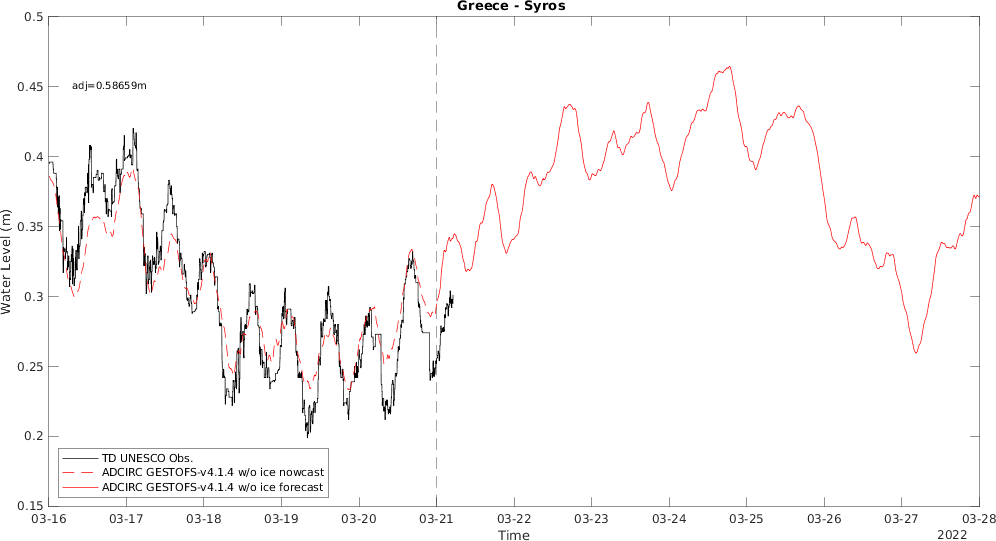 Greece - Syros
0.5
0.45
0.4
0.35
0.3
0.25
0.2
0.15
Water Level (m)
adj=0.58659m
TD UNESCO Obs.
ADCIRC GESTOFS-v4.1.4 w/o ice nowcast
ADCIRC GESTOFS-v4.1.4 w/o ice forecast
03-16 03-17 03-18 03-19 03-20 03-21 03-22 03-23 03-24 03-25 03-26 03-27 03-28
Time
2022